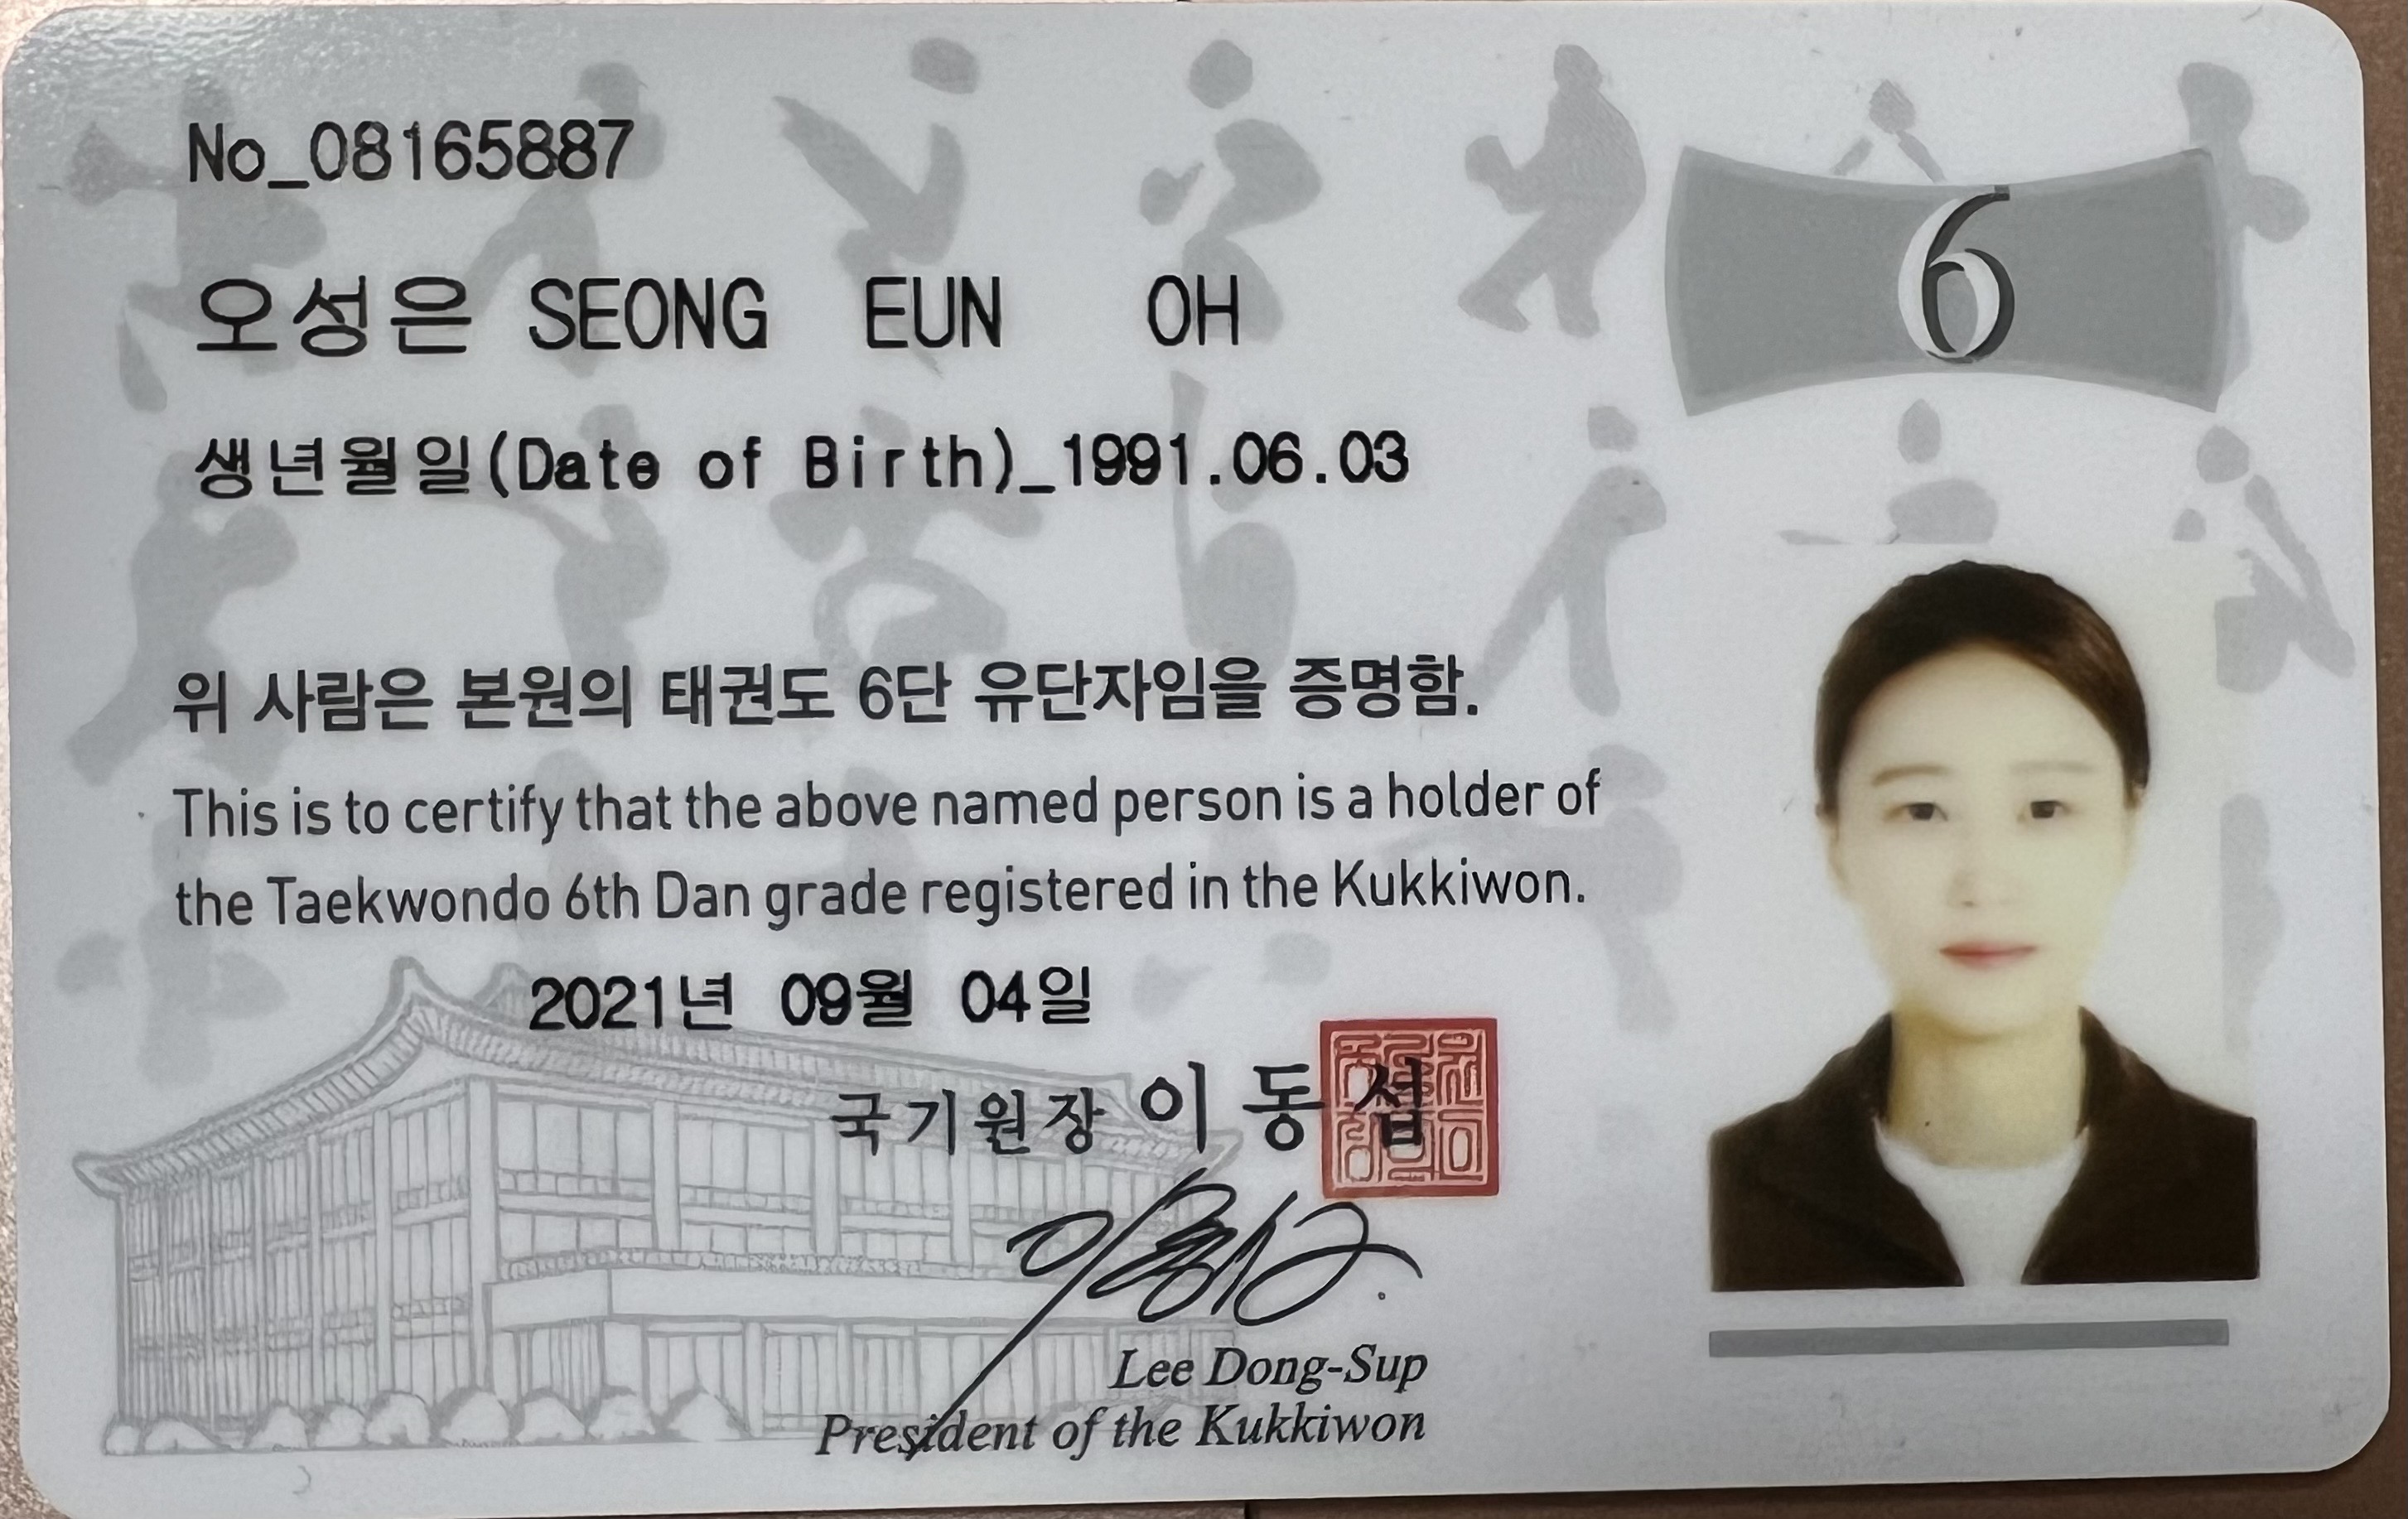 No_08165887
6
오성은 SEONG EUN OH
생년월일(Date of Birth)_1991.06.03
위 사람은 본원의 태권도 6단 유단자임을 증명함.
This is to certify that the above named person is a holder of
the Taekwondo 6th Dan grade registered in the Kukkiwon.
2021년 09월 04일
국기원장 이동섭
Lee Dong-Sup
President of the Kukkiwon